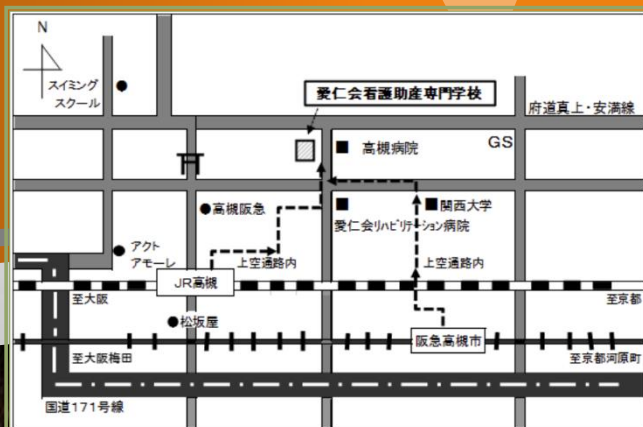 N
スイミング
スクール
愛仁会看護助産専門学校
府道真上・安満線
高槻病院
GS
高槻阪急
関西大学
愛仁会リハビリテーション病院
アクト
アモーレ
上空通路内
上空通路内
JR高槻
至大阪
至京都
松坂屋
阪急高槻市
至大阪梅田
至京都河原町
国道171号線